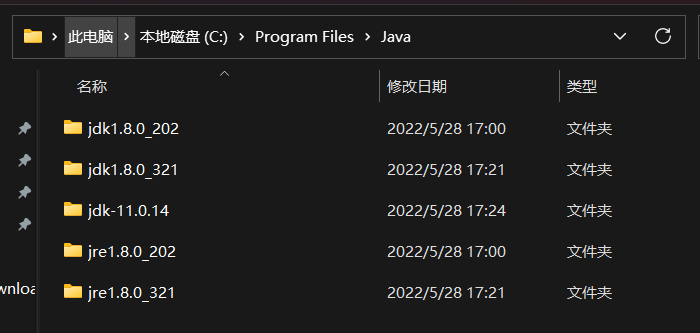 此电脑 本地磁盘 (C:) Program Files Java
名称 修改日期 类型
jdk1.8.0_202 2022/5/28 17:00 文件夹
jdk1.8.0_321 2022/5/28 17:21 文件夹
jdk-11.0.14 2022/5/28 17:24 文件夹
jre1.8.0_202 2022/5/28 17:00 文件夹
jre1.8.0_321 2022/5/28 17:21 文件夹